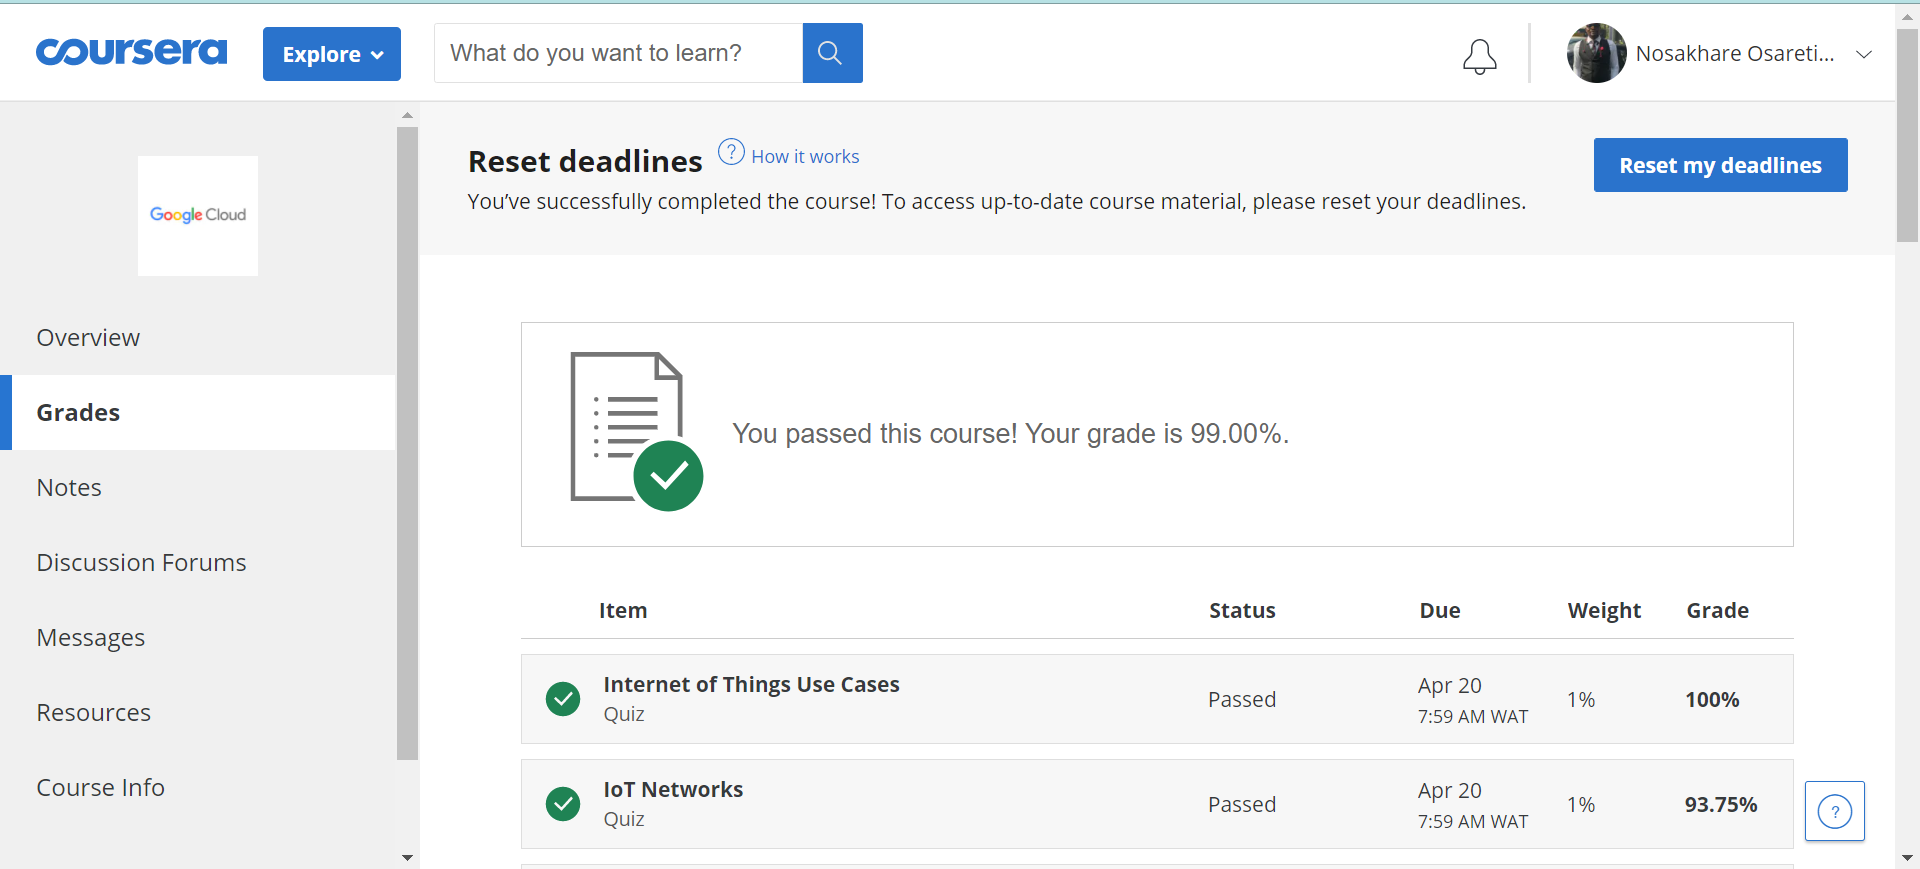 coursera
Explore
What do you want to learn?
Nosakhare Osareti...
Google Cloud
Overview
Grades
Notes
Discussion Forums
Messages
Resources
Course Info
Reset deadlines
? How it works
You've successfully completed the course! To access up-to-date course material, please reset your deadlines.
Reset my deadlines
You passed this course! Your grade is 99.00%.
Item Status Due Weight Grade
Internet of Things Use Cases
Quiz
Passed
Apr 20
7:59 AM WAT
1%
100%
IoT Networks
Quiz
Passed
Apr 20
7:59 AM WAT
1%
93.75%
?